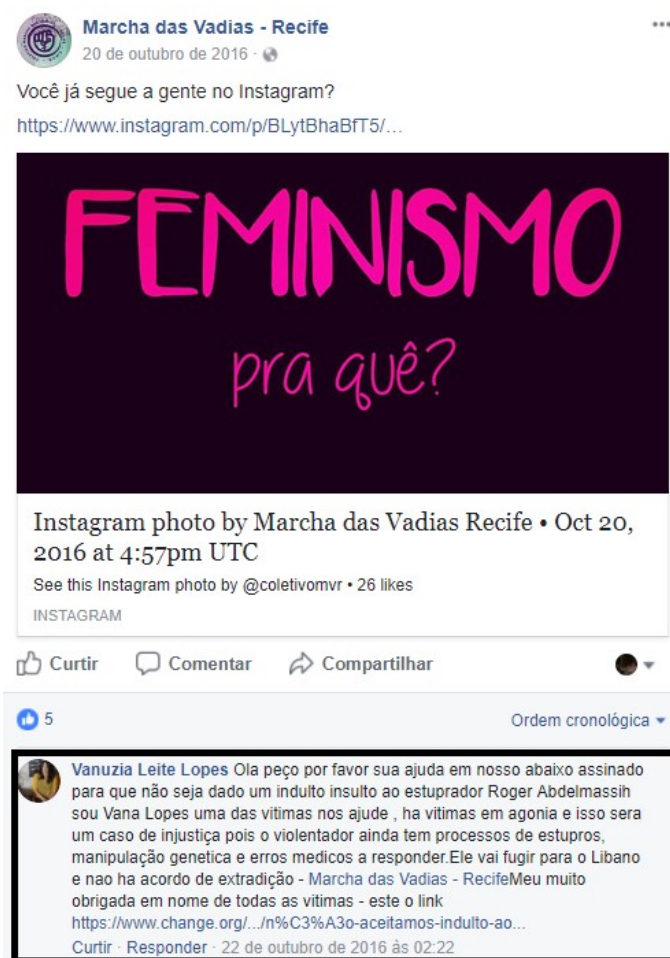 Marcha das Vadias - Recife
20 de outubro de 2016 ·
Você já segue a gente no Instagram?
https://www.instagram.com/p/BLytBhaBfT5/...
FEMINISMO
pra quê?
Instagram photo by Marcha das Vadias Recife • Oct 20,
2016 at 4:57pm UTC
See this Instagram photo by @coletivomvr • 26 likes
INSTAGRAM
Curtir Comentar Compartilhar
5 Ordem cronológica
Vanuzia Leite Lopes Ola peço por favor sua ajuda em nosso abaixo assinado
para que não seja dado um indulto insulto ao estuprador Roger Abdelmassih
sou Vana Lopes uma das vitimas nos ajude , ha vitimas em agonia e isso sera
um caso de injustiça pois o violentador ainda tem processos de estupros,
manipulação genetica e erros medicos a responder.Ele vai fugir para o Libano
e nao ha acordo de extradição - Marcha das Vadias - RecifeMeu muito
obrigada em nome de todas as vitimas - este o link
https://www.change.org/.../n%C3%A3o-aceitamos-indulto-ao...
Curtir · Responder · 22 de outubro de 2016 às 02:22